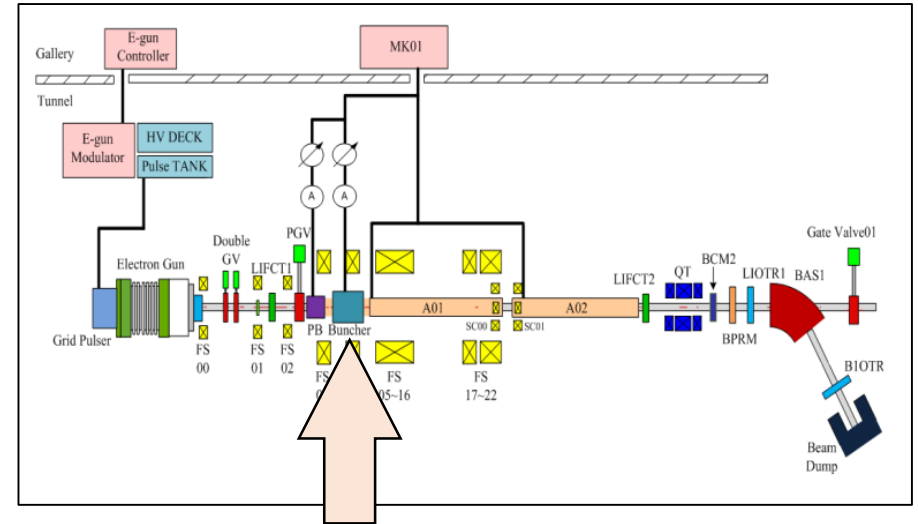 E-gun
Controller
MK01
Gallery
Tunnel
E-gun
Modulator
HV DECK
Pulse TANK
A
A
Double
GV
PGV
Electron Gun
LIFCT1
Gate Valve01
BCM2
LIFCT2
QT
LIOTR1
BAS1
A01
A02
Grid Pulser
PB
Buncher
SC00
SC01
BPRM
FS
00
FS
01
FS
02
FS
05~16
FS
17~22
B1OTR
Beam
Dump